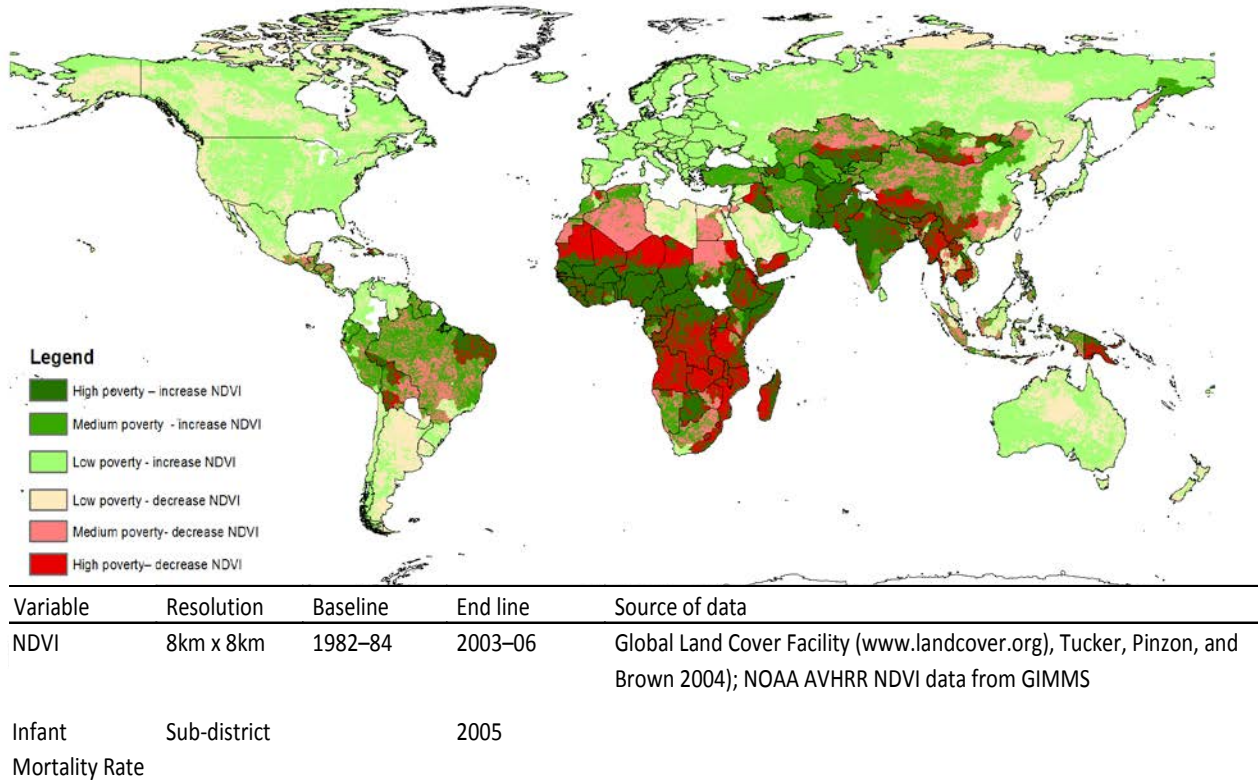 Legend
High poverty – increase NDVI
Medium poverty - increase NDVI
Low poverty - increase NDVI
Low poverty - decrease NDVI
Medium poverty- decrease NDVI
High poverty– decrease NDVI
Variable Resolution Baseline End line Source of data
NDVI 8km x 8km 1982–84 2003–06 Global Land Cover Facility (www.landcover.org), Tucker, Pinzon, and
Brown 2004); NOAA AVHRR NDVI data from GIMMS
Infant Sub-district 2005
Mortality Rate